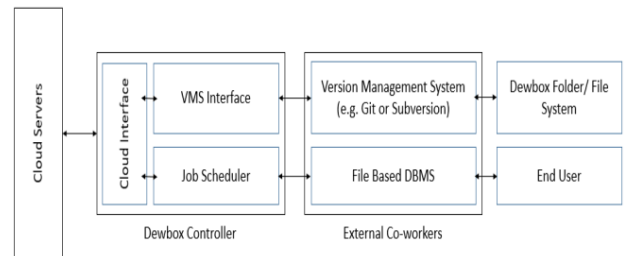 Cloud Servers
Cloud Interface
VMS Interface
Job Scheduler
Dewbox Controller
Version Management System
(e.g. Git or Subversion)
File Based DBMS
External Co-workers
Dewbox Folder/ File
System
End User